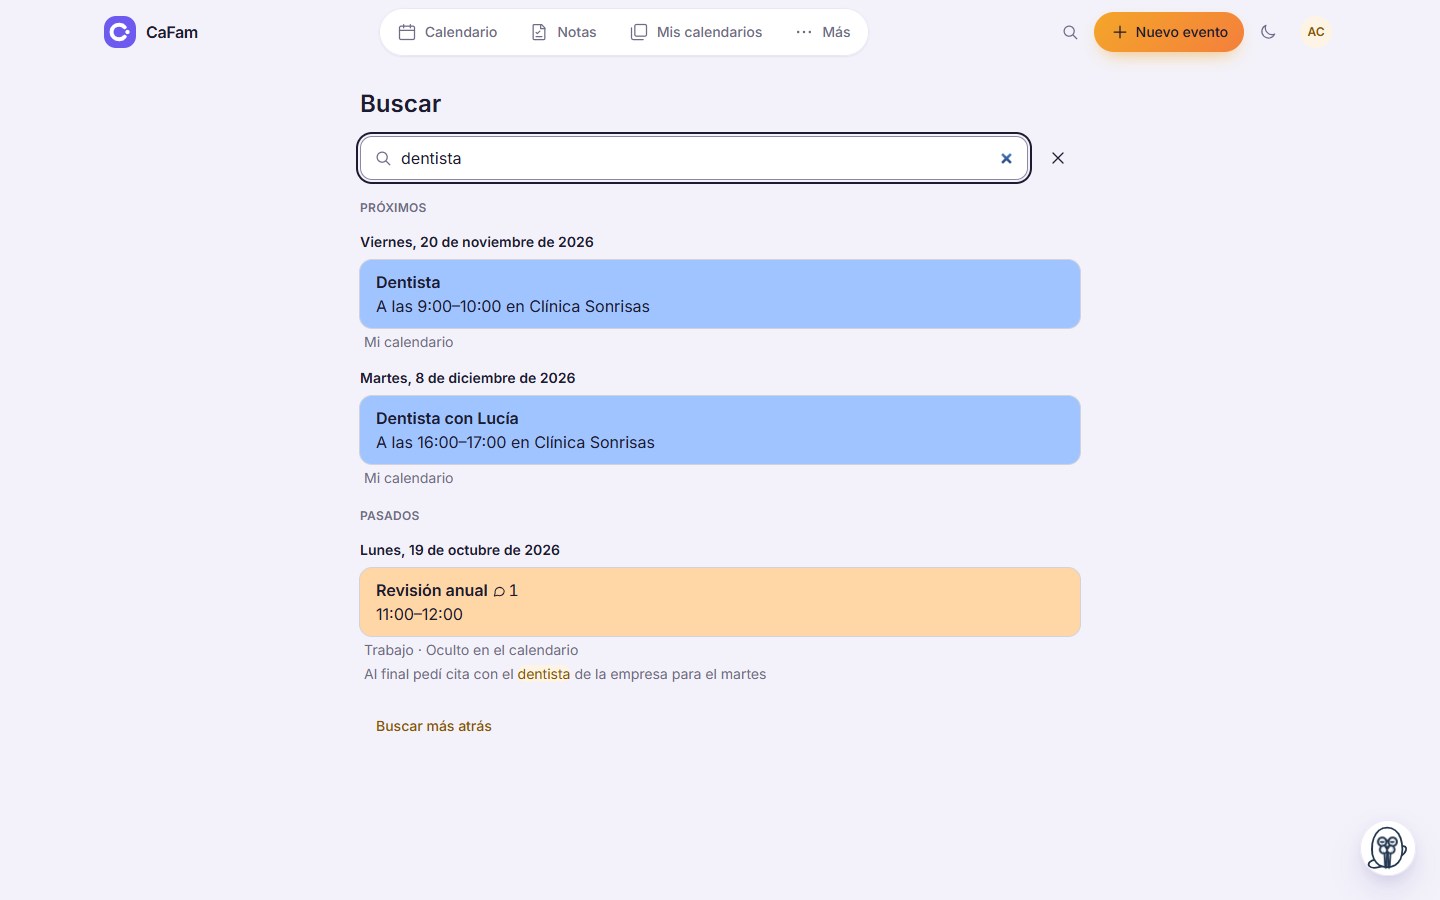 CaFam
Calendario
Notas
Mis calendarios
Más
Nuevo evento
AC
Buscar
dentista
PRÓXIMOS
Viernes, 20 de noviembre de 2026
Dentista
A las 9:00–10:00 en Clínica Sonrisas
Mi calendario
Martes, 8 de diciembre de 2026
Dentista con Lucía
A las 16:00–17:00 en Clínica Sonrisas
Mi calendario
PASADOS
Lunes, 19 de octubre de 2026
Revisión anual 1
11:00–12:00
Trabajo · Oculto en el calendario
Al final pedí cita con el dentista de la empresa para el martes
Buscar más atrás